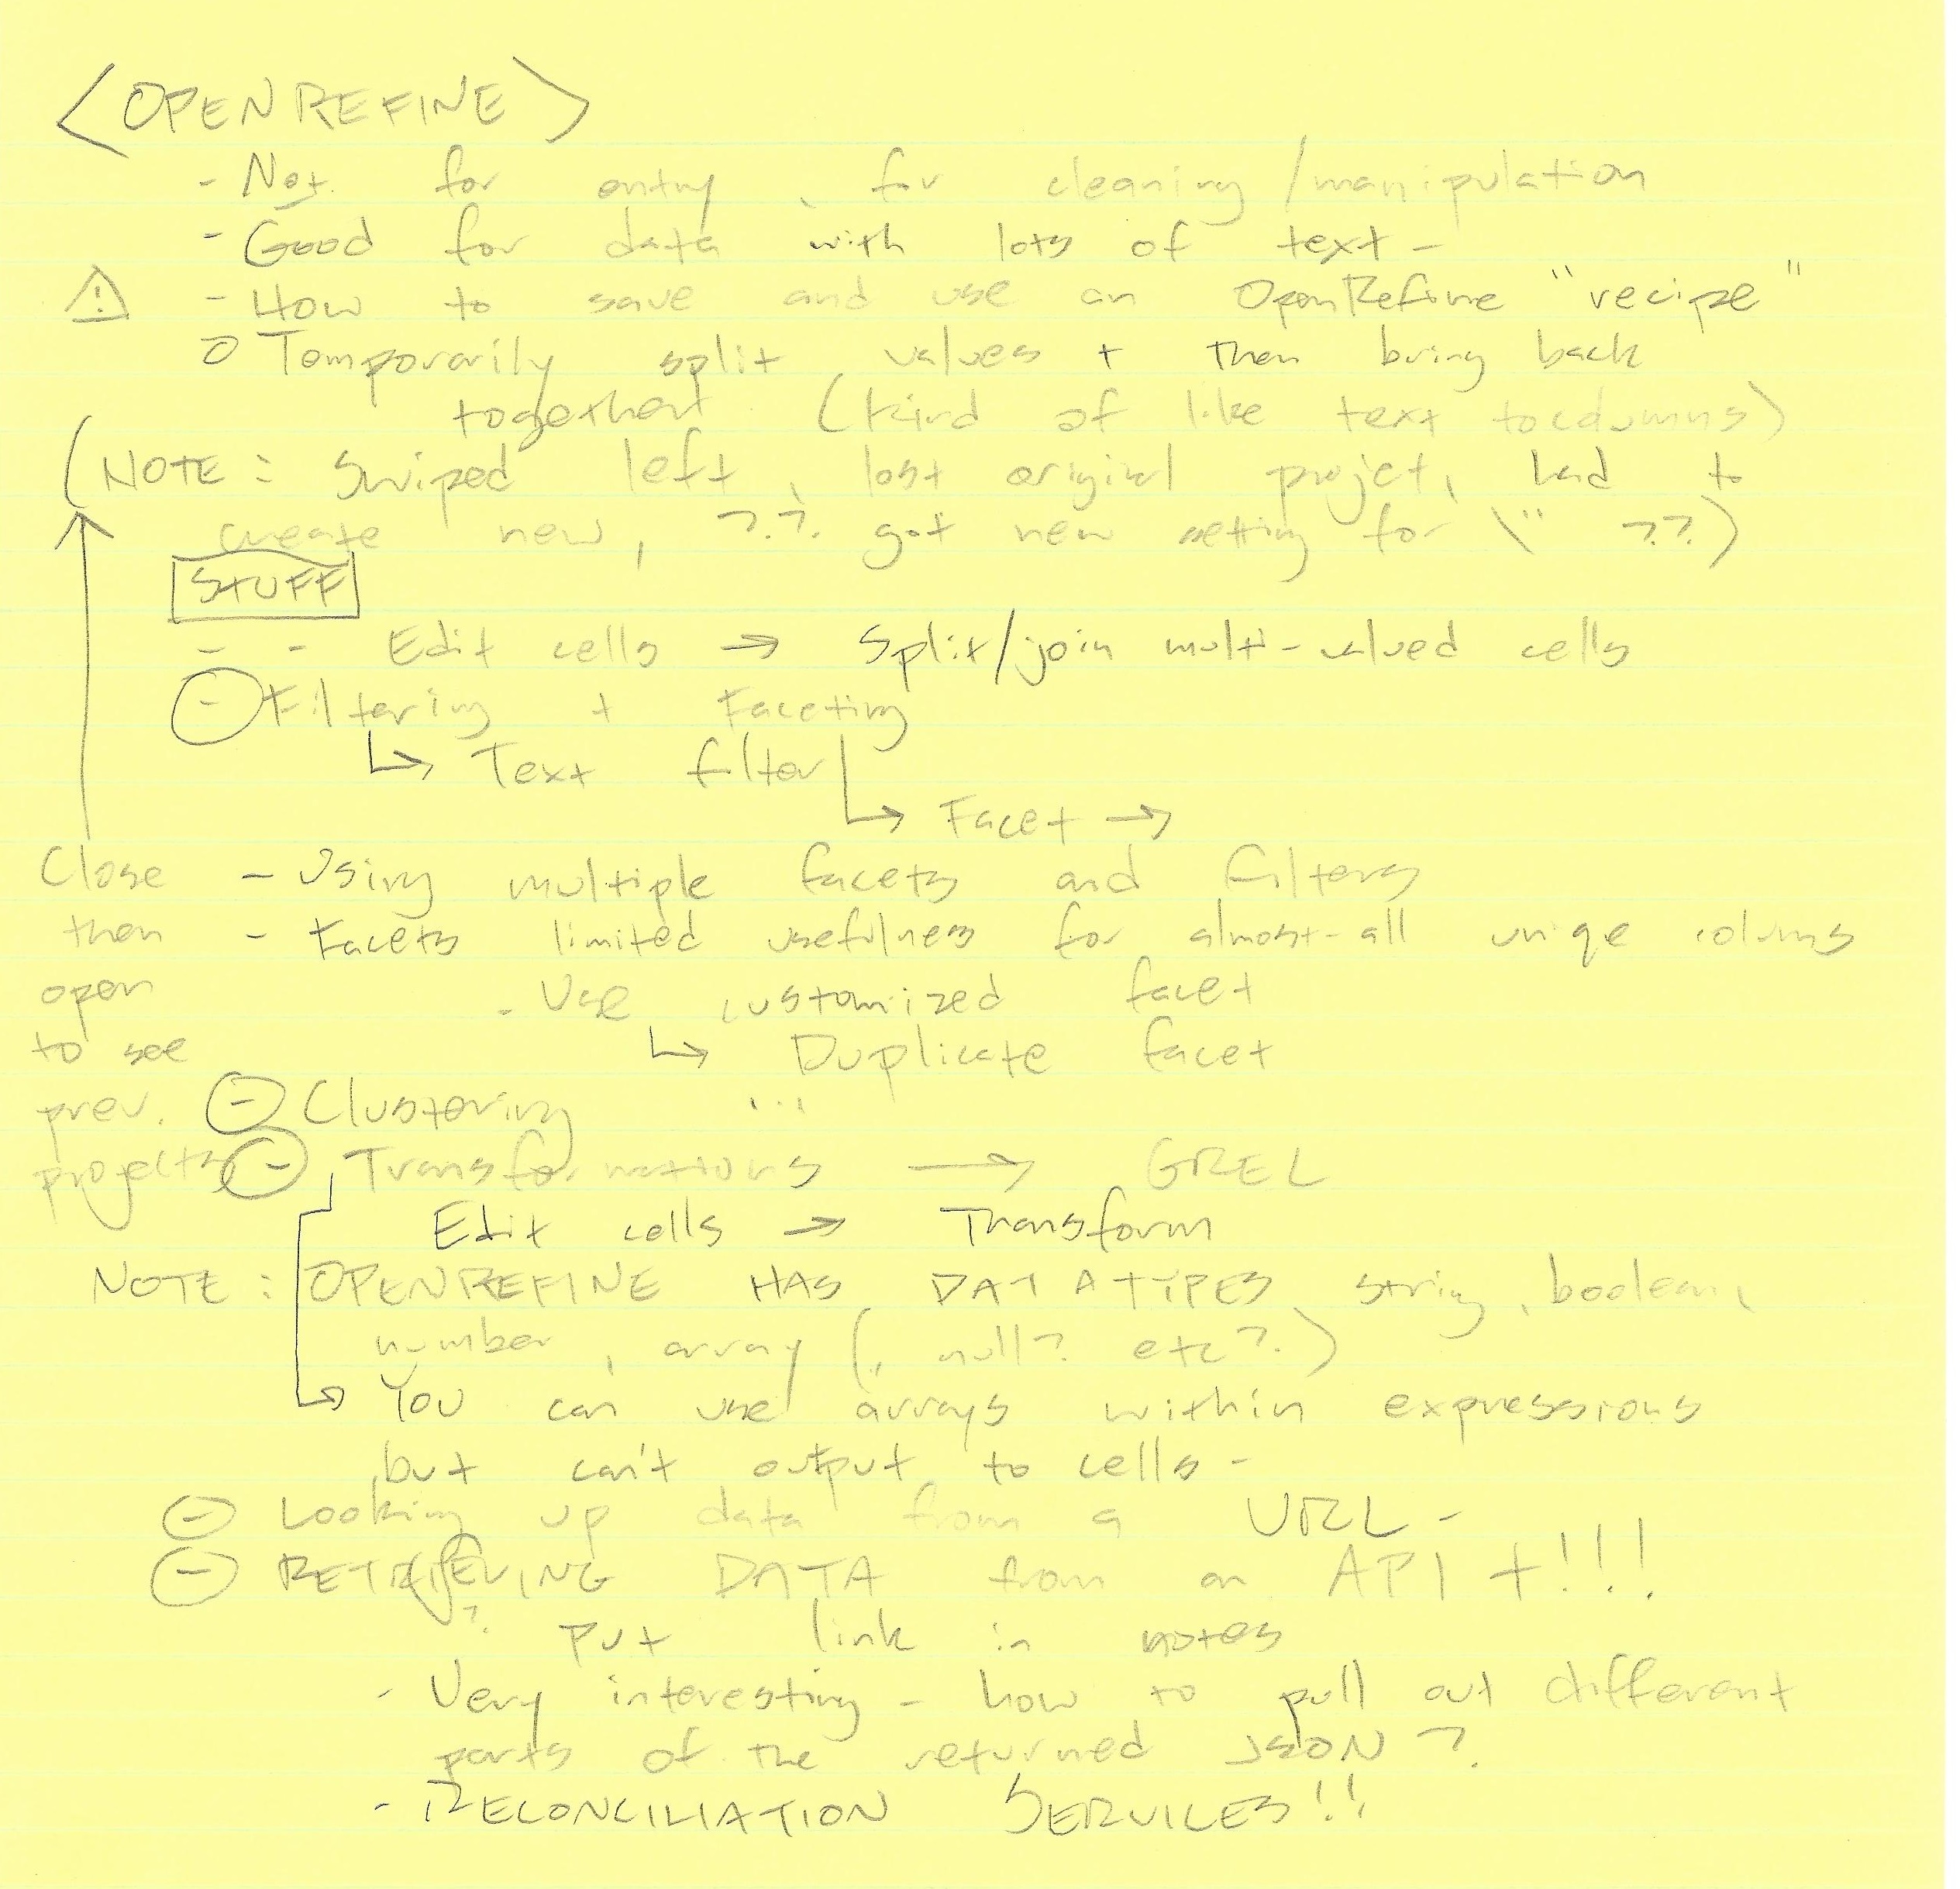 <OPENREFINE>
- Not for entry, for cleaning/manipulation
- Good for data with lots of text -
- How to save and use an OpenRefine "recipe"
o Temporarily split values + then bring back
together (kind of like text to columns)
(NOTE: Swiped left, lost original projet, had to
create new, ?? got new setting for \" ??)
STUFF
- - Edit cells → Split/join multi-valued cells
- Filtering + Faceting
↳ Text filter
↳ Facet →
- Using multiple facets and filters
- Facets limited usefulness for almost-all uniqe colums
- Use customized facet
↳ Duplicate facet
- Clustering ...
- Transformations → GREL
Edit cells → Transform
Close
then
open
to see
prev.
projects
NOTE: OPENREFINE HAS DATATYPES string, boolean,
number, array (, null? etc?)
↳ You can use arrays within expressions
but can't output to cells -
- Looking up data from a URL -
- RETRIEVING DATA from an API +!!!
? put link in notes
- Very interesting - how to pull out different
parts of the returned JSON?
- RECONCILIATION SERVICES!!